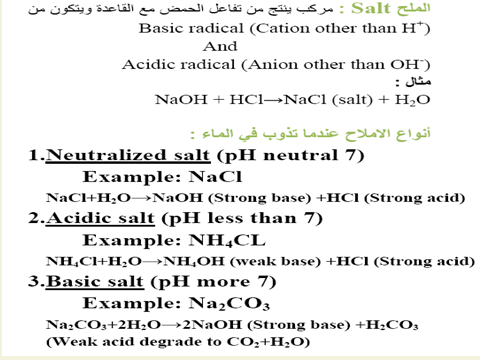 الملح Salt : مركب ينتج من تفاعل الحمض مع القاعدة ويتكون من
Basic radical (Cation other than H⁺)
And
Acidic radical (Anion other than OH⁻)
مثال :
NaOH + HCl→NaCl (salt) + H₂O
أنواع الاملاح عندما تذوب في الماء :
1.Neutralized salt (pH neutral 7)
Example: NaCl
NaCl+H₂O→NaOH (Strong base) +HCl (Strong acid)
2.Acidic salt (pH less than 7)
Example: NH₄CL
NH₄Cl+H₂O→NH₄OH (weak base) +HCl (Strong acid)
3.Basic salt (pH more 7)
Example: Na₂CO₃
Na₂CO₃+2H₂O→2NaOH (Strong base) +H₂CO₃
(Weak acid degrade to CO₂+H₂O)